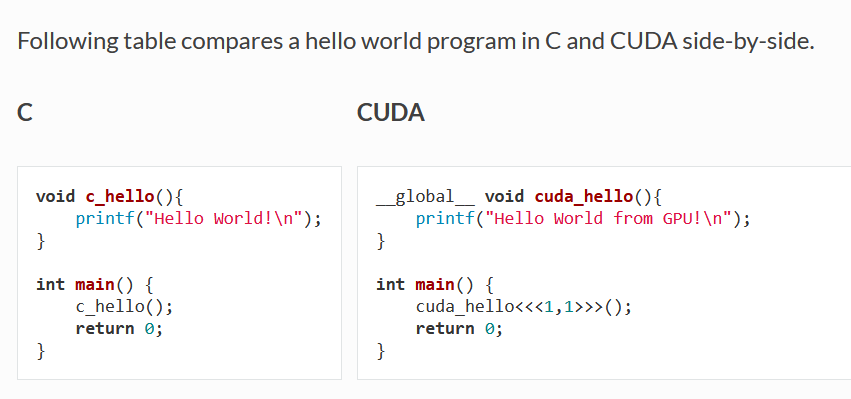 Following table compares a hello world program in C and CUDA side-by-side.
C
CUDA
void c_hello(){
    printf("Hello World!\n");
}
int main() {
    c_hello();
    return 0;
}
__global__ void cuda_hello(){
    printf("Hello World from GPU!\n");
}
int main() {
    cuda_hello<<<1,1>>>();
    return 0;
}